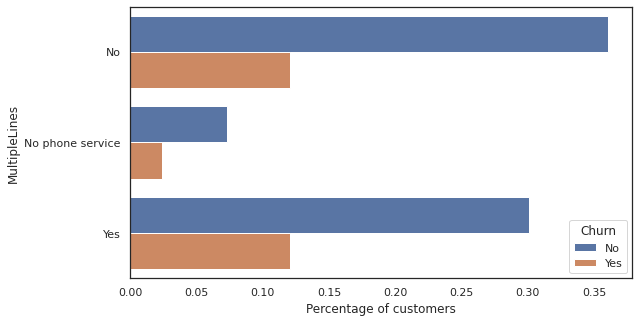 No
No phone service
Yes
MultipleLines
Churn
No
Yes
0.00 0.05 0.10 0.15 0.20 0.25 0.30 0.35
Percentage of customers